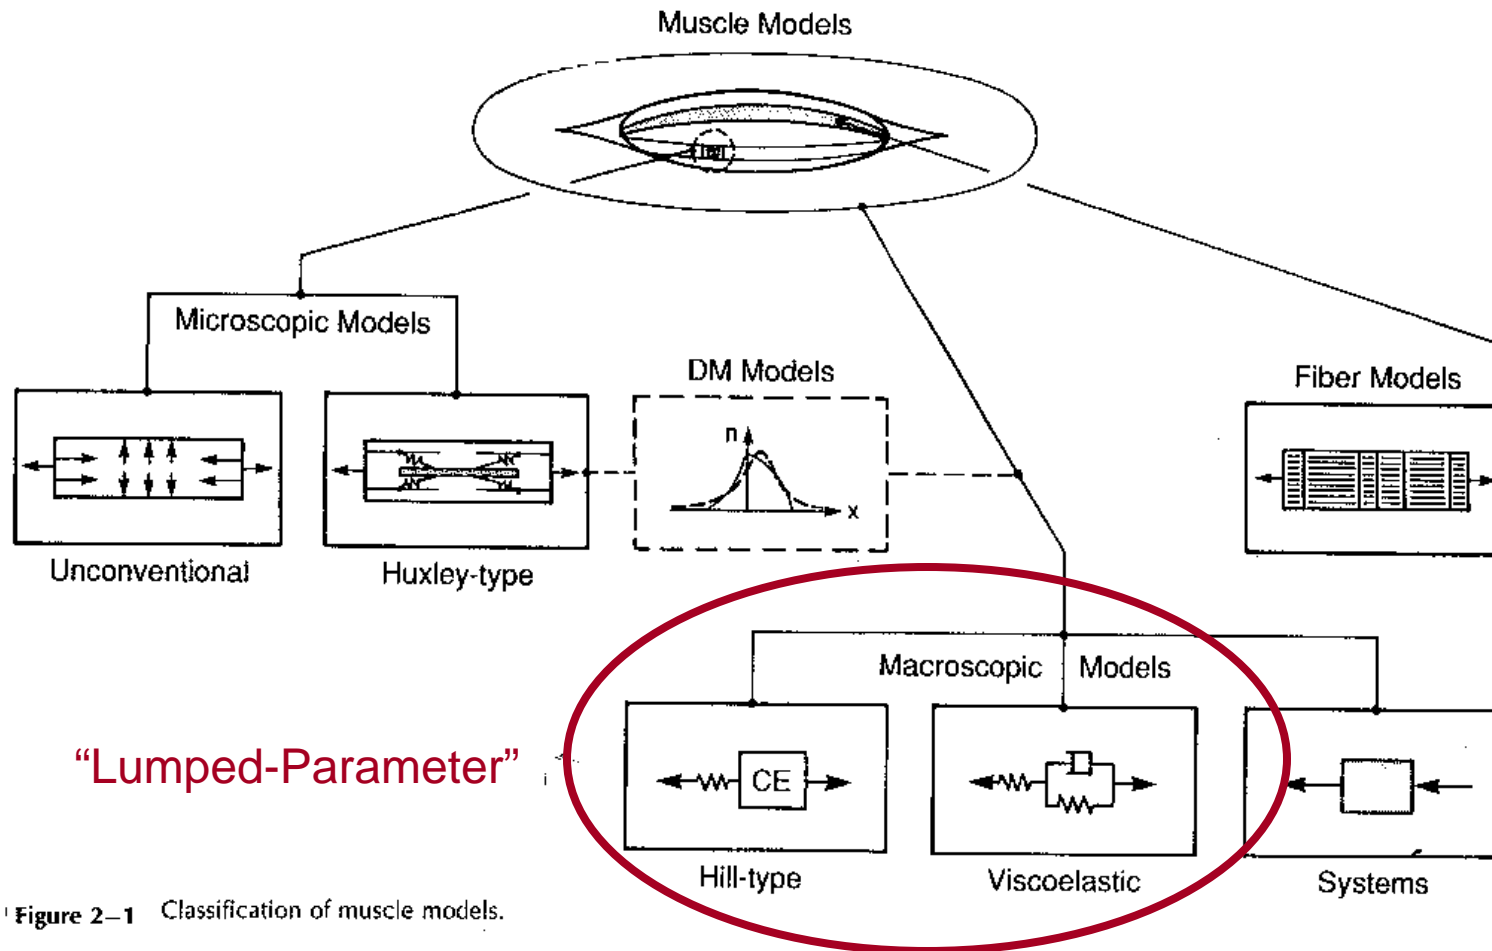 Muscle Models
Microscopic Models
DM Models
Fiber Models
n
x
Unconventional
Huxley-type
Macroscopic Models
“Lumped-Parameter”
CE
Hill-type
Viscoelastic
Systems
Figure 2–1 Classification of muscle models.